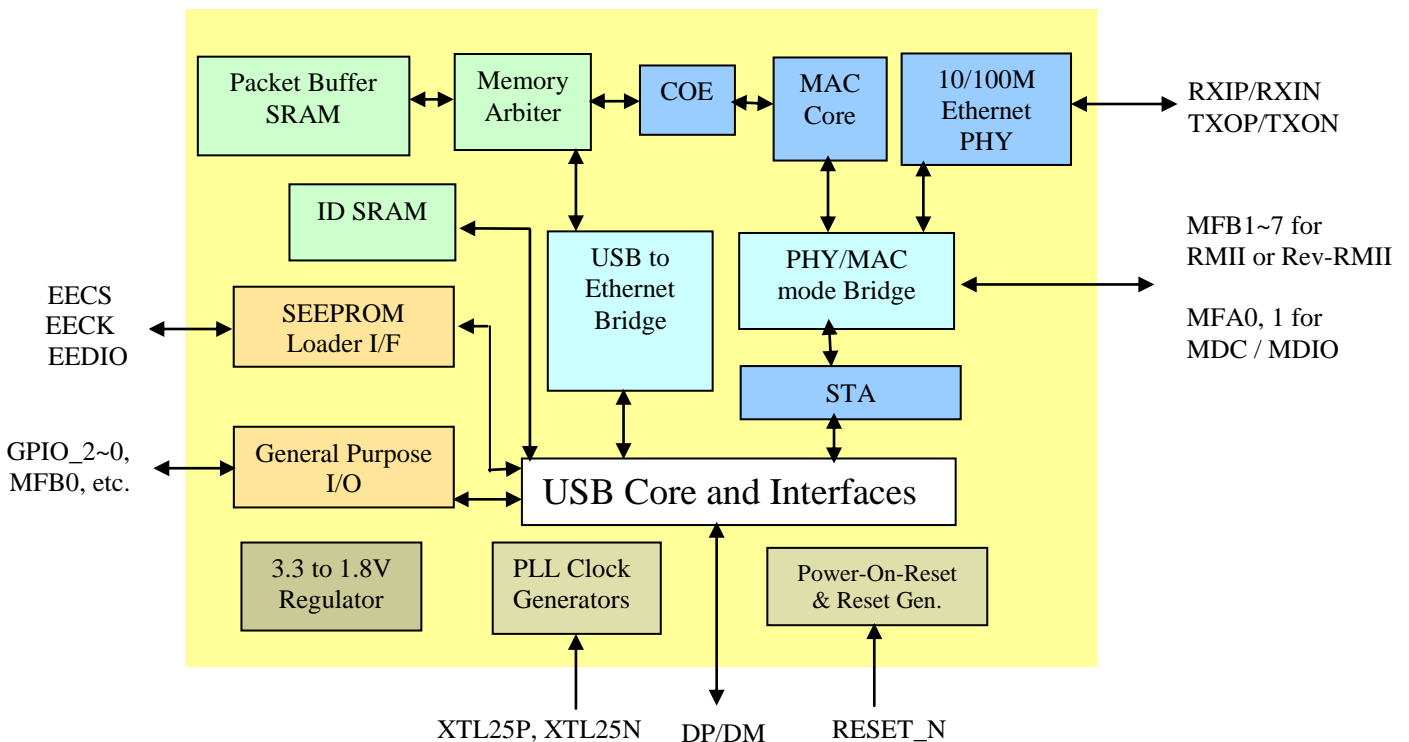 Packet Buffer
SRAM
Memory
Arbiter
COE
MAC
Core
10/100M
Ethernet
PHY
RXIP/RXIN
TXOP/TXON
ID SRAM
USB to
Ethernet
Bridge
PHY/MAC
mode Bridge
MFB1~7 for
RMII or Rev-RMII
MFA0, 1 for
MDC / MDIO
EECS
EECK
EEDIO
SEEPROM
Loader I/F
STA
GPIO_2~0,
MFB0, etc.
General Purpose
I/O
USB Core and Interfaces
3.3 to 1.8V
Regulator
PLL Clock
Generators
Power-On-Reset
& Reset Gen.
XTL25P, XTL25N
DP/DM
RESET_N